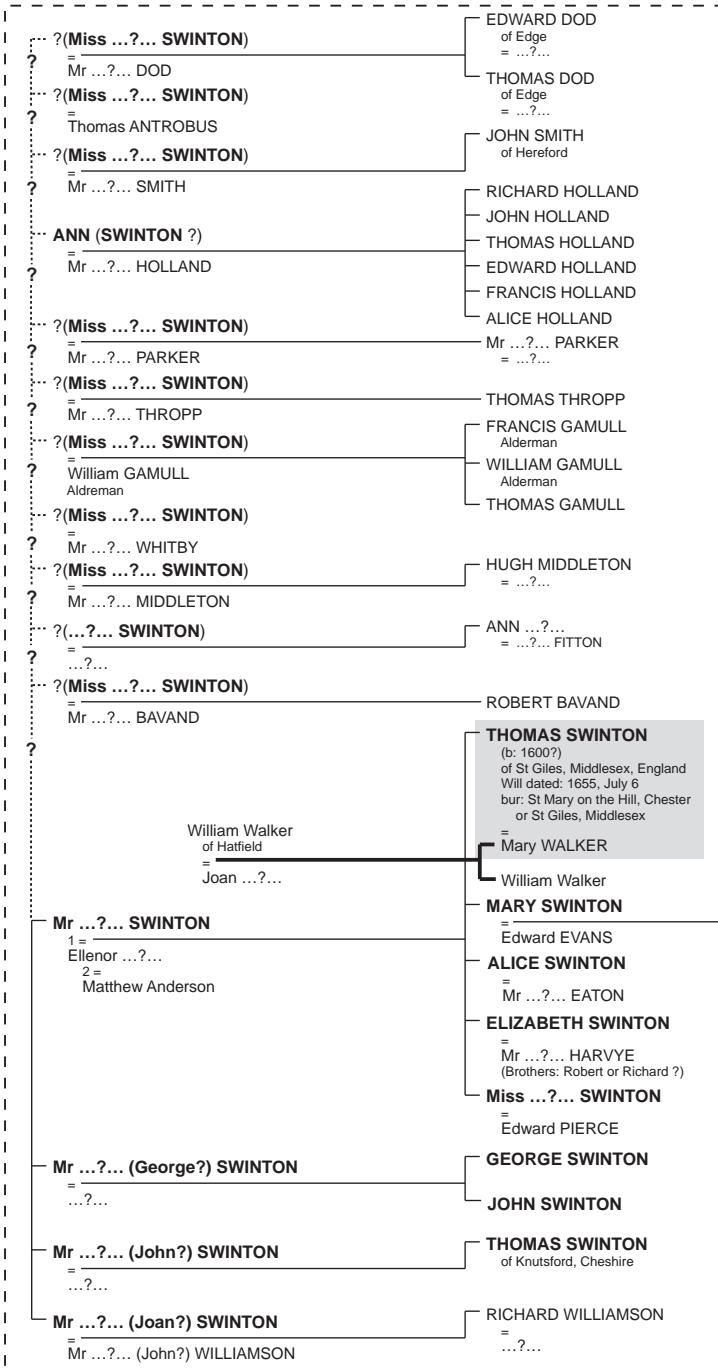 ?(Miss …?… SWINTON)
=
Mr …?… DOD
EDWARD DOD
of Edge
= …?…
THOMAS DOD
of Edge
= …?…
?
?(Miss …?… SWINTON)
=
Thomas ANTROBUS
?
?(Miss …?… SWINTON)
=
Mr …?… SMITH
JOHN SMITH
of Hereford
?
ANN (SWINTON ?)
=
Mr …?… HOLLAND
RICHARD HOLLAND
JOHN HOLLAND
THOMAS HOLLAND
EDWARD HOLLAND
FRANCIS HOLLAND
ALICE HOLLAND
?
?(Miss …?… SWINTON)
=
Mr …?… PARKER
Mr …?… PARKER
= …?…
?
?(Miss …?… SWINTON)
=
Mr …?… THROPP
THOMAS THROPP
?
?(Miss …?… SWINTON)
=
William GAMULL
Aldreman
FRANCIS GAMULL
Alderman
WILLIAM GAMULL
Alderman
THOMAS GAMULL
?
?(Miss …?… SWINTON)
=
Mr …?… WHITBY
?
?(Miss …?… SWINTON)
=
Mr …?… MIDDLETON
HUGH MIDDLETON
= …?…
?
?(…?… SWINTON)
=
…?…
ANN …?…
= …?… FITTON
?
?(Miss …?… SWINTON)
=
Mr …?… BAVAND
ROBERT BAVAND
?
THOMAS SWINTON
(b: 1600?)
of St Giles, Middlesex, England
Will dated: 1655, July 6
bur: St Mary on the Hill, Chester
or St Giles, Middlesex
=
Mary WALKER
William Walker
of Hatfield
=
Joan …?…
William Walker
Mr …?… SWINTON
1 =
Ellenor …?…
2 =
Matthew Anderson
MARY SWINTON
=
Edward EVANS
ALICE SWINTON
=
Mr …?… EATON
ELIZABETH SWINTON
=
Mr …?… HARVYE
(Brothers: Robert or Richard ?)
Miss …?… SWINTON
=
Edward PIERCE
Mr …?… (George?) SWINTON
=
…?…
GEORGE SWINTON
JOHN SWINTON
Mr …?… (John?) SWINTON
=
…?…
THOMAS SWINTON
of Knutsford, Cheshire
Mr …?… (Joan?) SWINTON
=
Mr …?… (John?) WILLIAMSON
RICHARD WILLIAMSON
=
…?…